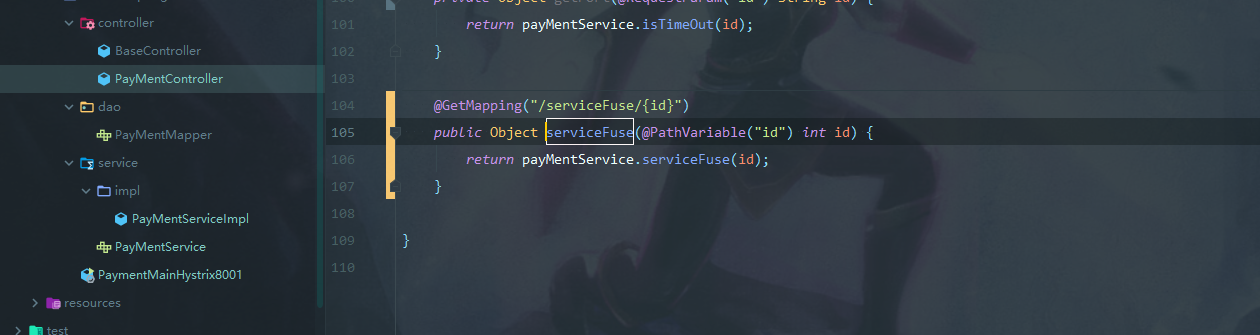 controller
BaseController
PayMentController
dao
PayMentMapper
service
impl
PayMentServiceImpl
PayMentService
PaymentMainHystrix8001
resources
test
101 return payMentService.isTimeOut(id);
102 }
103
104 @GetMapping("/serviceFuse/{id}")
105 public Object serviceFuse(@PathVariable("id") int id) {
106 return payMentService.serviceFuse(id);
107 }
108
109 }
110